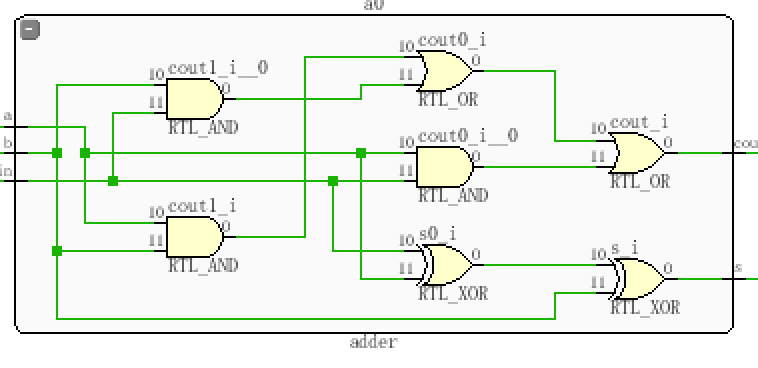 a0
I0 cout1_i__0
I1 O
RTL_AND
I0 cout0_i
I1 O
RTL_OR
a
b
in
I0 cout0_i__0
I1 O
RTL_AND
I0 cout_i
I1 O
RTL_OR
cou
I0 cout1_i
I1 O
RTL_AND
I0 s0_i
I1 O
RTL_XOR
I0 s_i
I1 O
RTL_XOR
s
adder